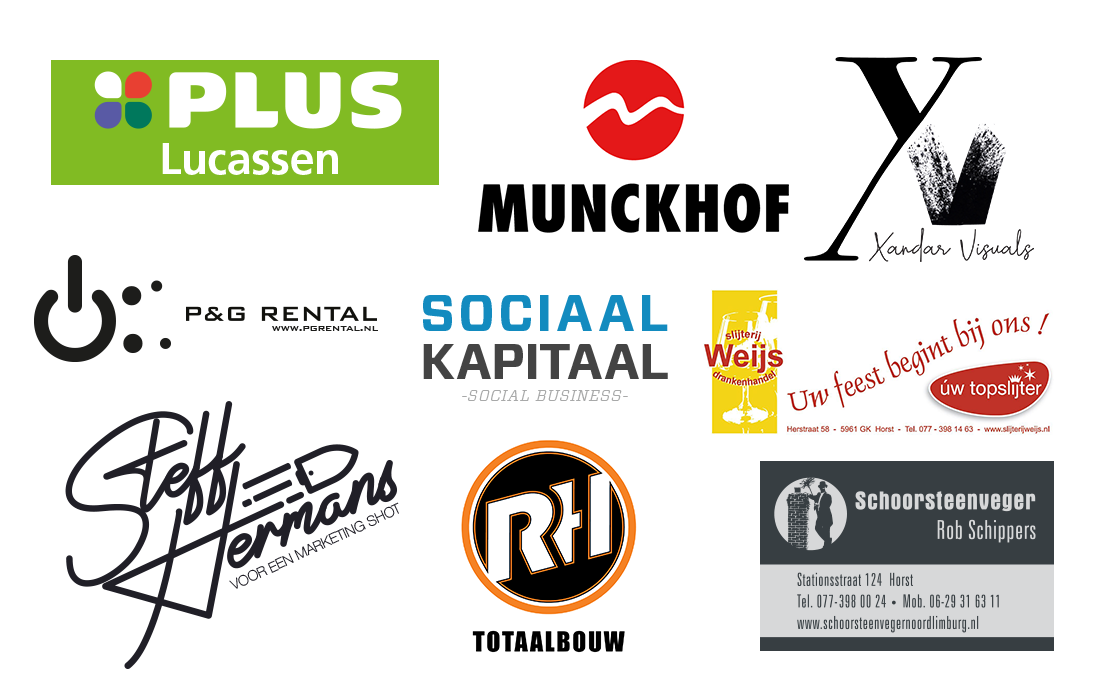 PLUS
Lucassen
MUNCKHOF
Xandar Visuals
P&G RENTAL
WWW.PGRENTAL.NL
SOCIAAL
KAPITAAL
-SOCIAL BUSINESS-
slijterij
Weijs
drankenhandel
Uw feest begint bij ons !
úw topslijter
Herstraat 58 - 5961 GK Horst - Tel. 077 - 398 14 63 - www.slijterijweijs.nl
Steff
Hermans
VOOR EEN MARKETING SHOT
RH
TOTAALBOUW
Schoorsteenveger
Rob Schippers
Stationsstraat 124 Horst
Tel. 077-398 00 24 • Mob. 06-29 31 63 11
www.schoorsteenvegernoordlimburg.nl